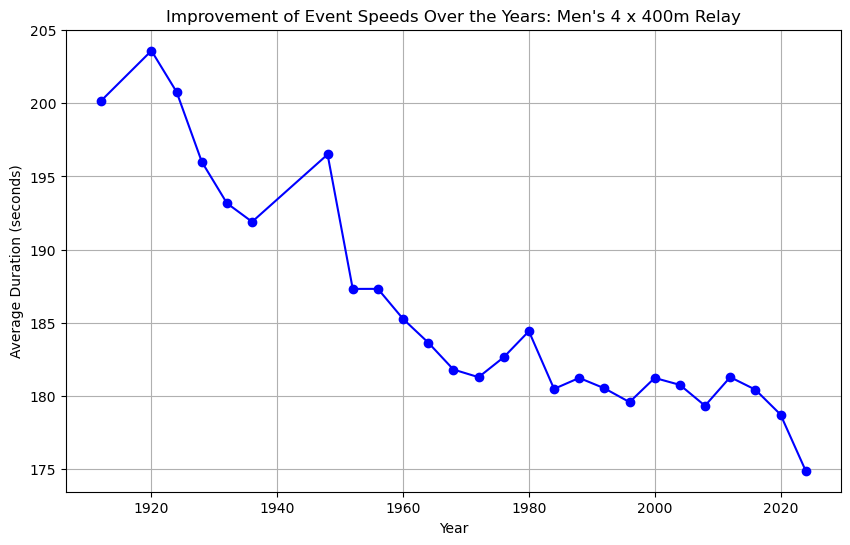 Improvement of Event Speeds Over the Years: Men's 4 x 400m Relay
205
200
195
190
185
180
175
Average Duration (seconds)
1920 1940 1960 1980 2000 2020
Year